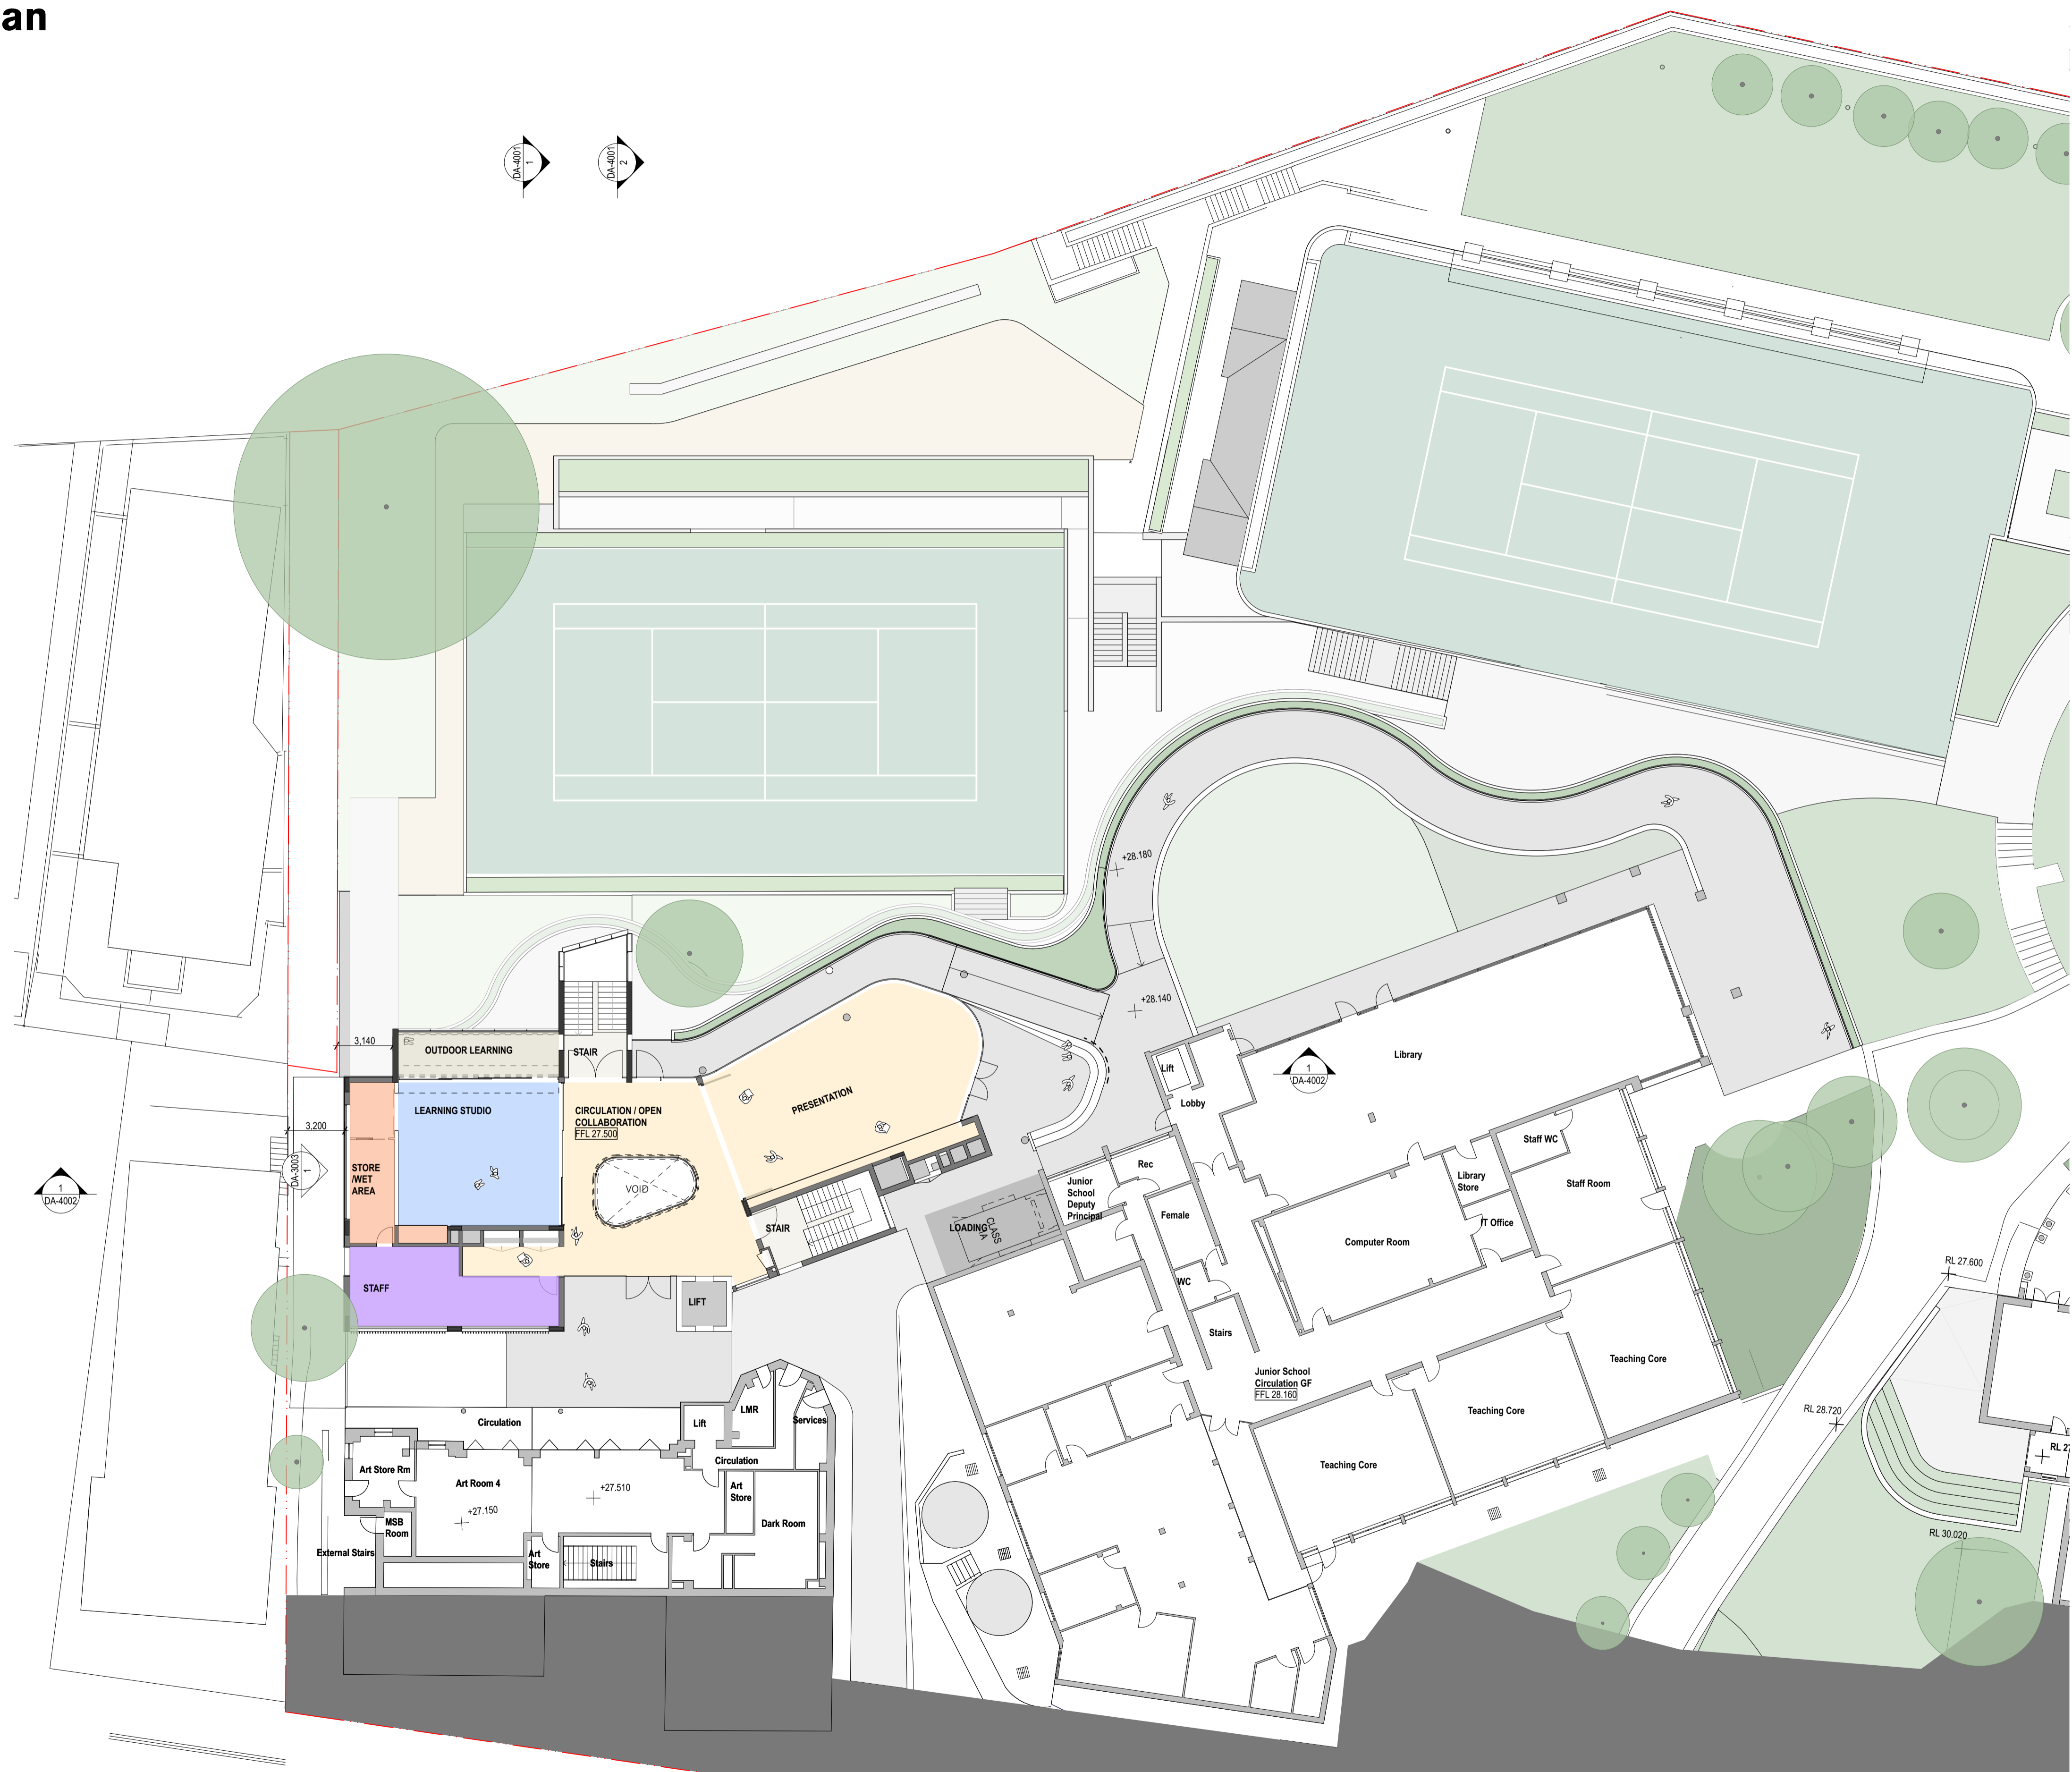 an
DA-4001
1
DA-4001
2
+28.180
+28.140
3,140
OUTDOOR LEARNING
STAIR
Library
1
DA-4002
Lift
Lobby
LEARNING STUDIO
CIRCULATION / OPEN
COLLABORATION
FFL 27.500
PRESENTATION
3,200
Staff WC
STORE
/WET
AREA
DA-3003
1
1
DA-4002
VOID
Rec
Junior
School
Deputy
Principal
Library
Store
Staff Room
STAIR
LOADING
CLASS
Female
IT Office
Computer Room
RL 27.600
WC
STAFF
LIFT
Stairs
Teaching Core
Junior School
Circulation GF
FFL 28.160
RL 28.720
Teaching Core
LMR
Services
Lift
Circulation
RL 2
Circulation
Art Store Rm
Teaching Core
Art Room 4
+27.150
+27.510
Art
Store
Dark Room
MSB
Room
RL 30.020
External Stairs
Art
Store
Stairs